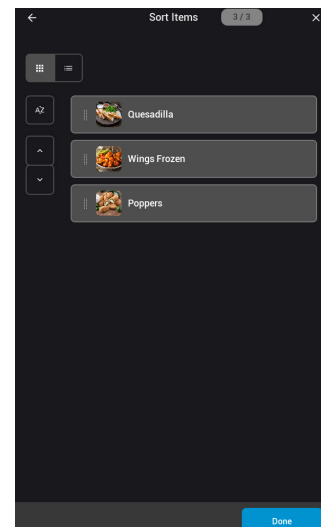 Sort Items 3 / 3
AZ
Quesadilla
Wings Frozen
Poppers
Done